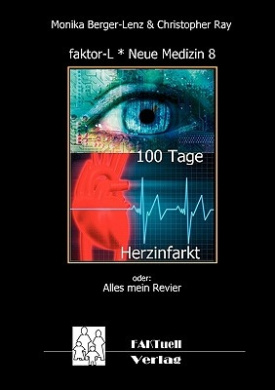 Monika Berger-Lenz & Christopher Ray
faktor-L * Neue Medizin 8
100 Tage
Herzinfarkt
oder:
Alles mein Revier
FAKTuell
Verlag